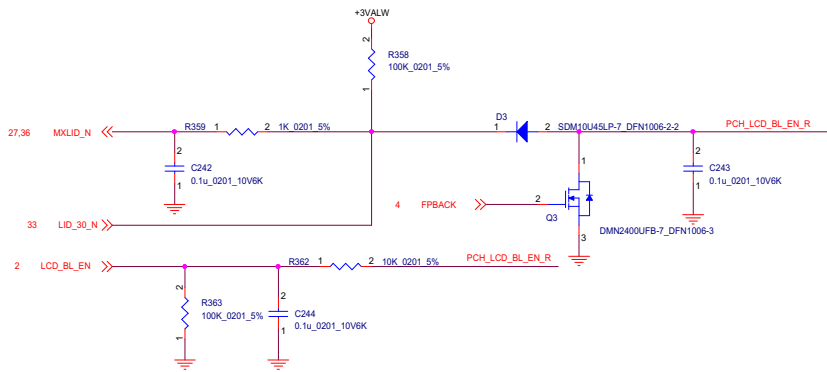 +3VALW
2
R358
100K_0201_5%
1
27,36 MXLID_N
R359 1 2 1K_0201_5%
D3
1 2 SDM10U45LP-7_DFN1006-2-2
PCH_LCD_BL_EN_R
2
C242
0.1u_0201_10V6K
1
1
4 FPBACK 2
Q3
3
DMN2400UFB-7_DFN1006-3
2
C243
0.1u_0201_10V6K
1
33 LID_30_N
2 LCD_BL_EN
R362 1 2 10K_0201_5%
PCH_LCD_BL_EN_R
2
R363
100K_0201_5%
1
2
C244
0.1u_0201_10V6K
1